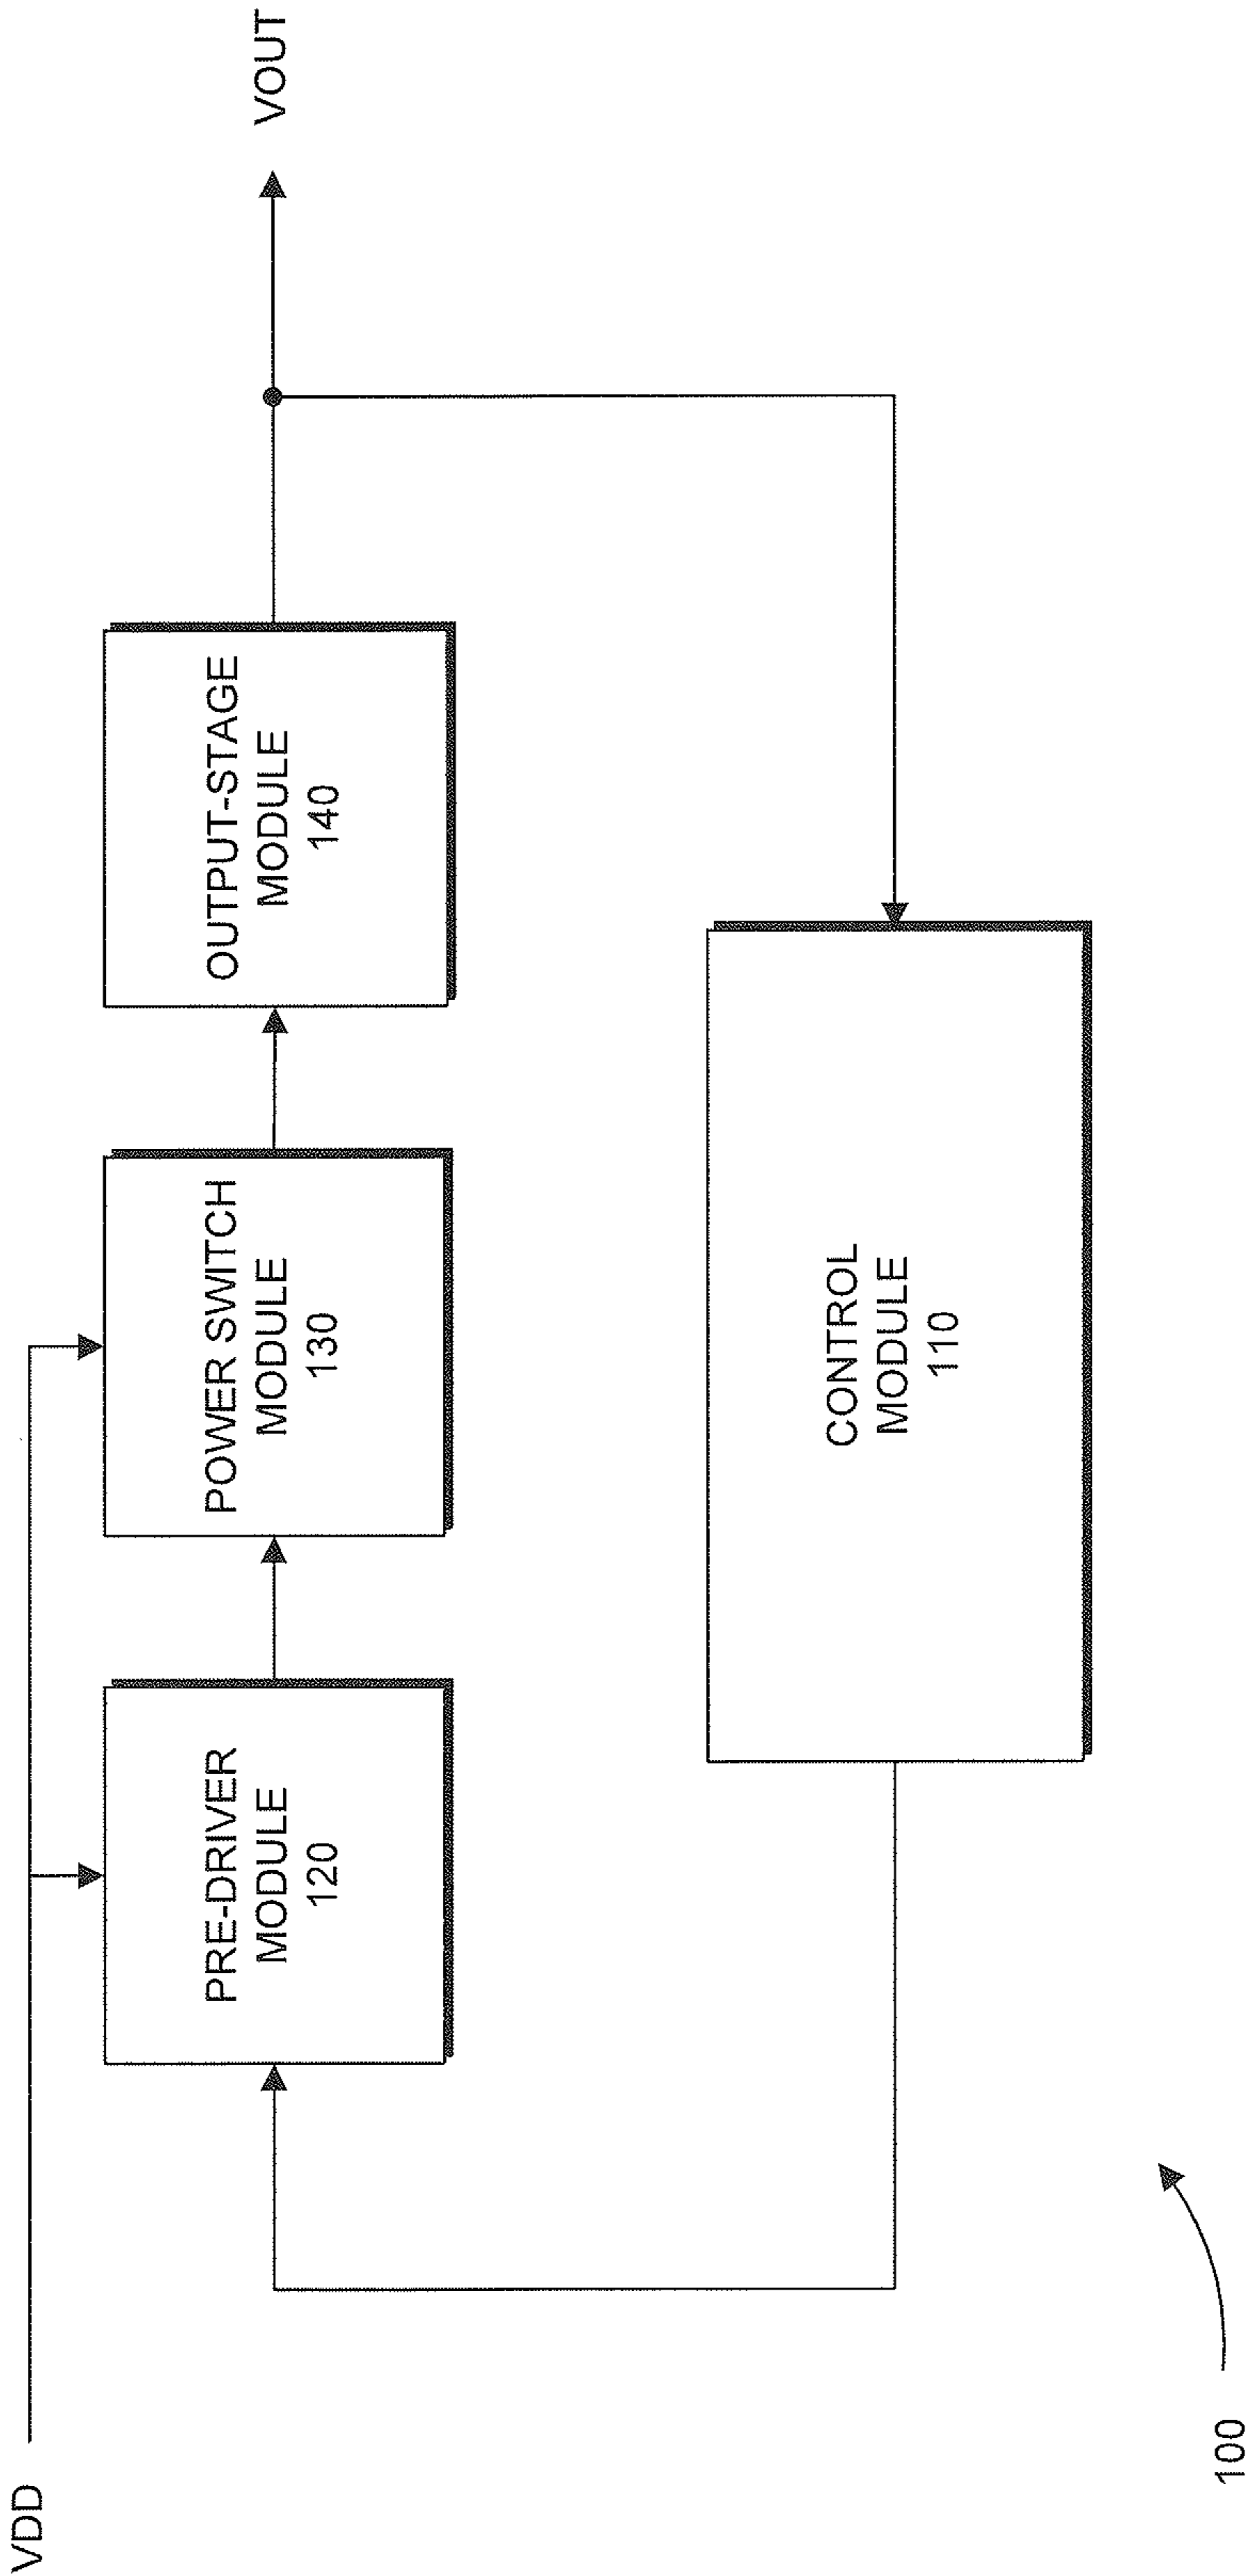 VDD
PRE-DRIVER
MODULE
120
POWER SWITCH
MODULE
130
OUTPUT-STAGE
MODULE
140
VOUT
CONTROL
MODULE
110
100